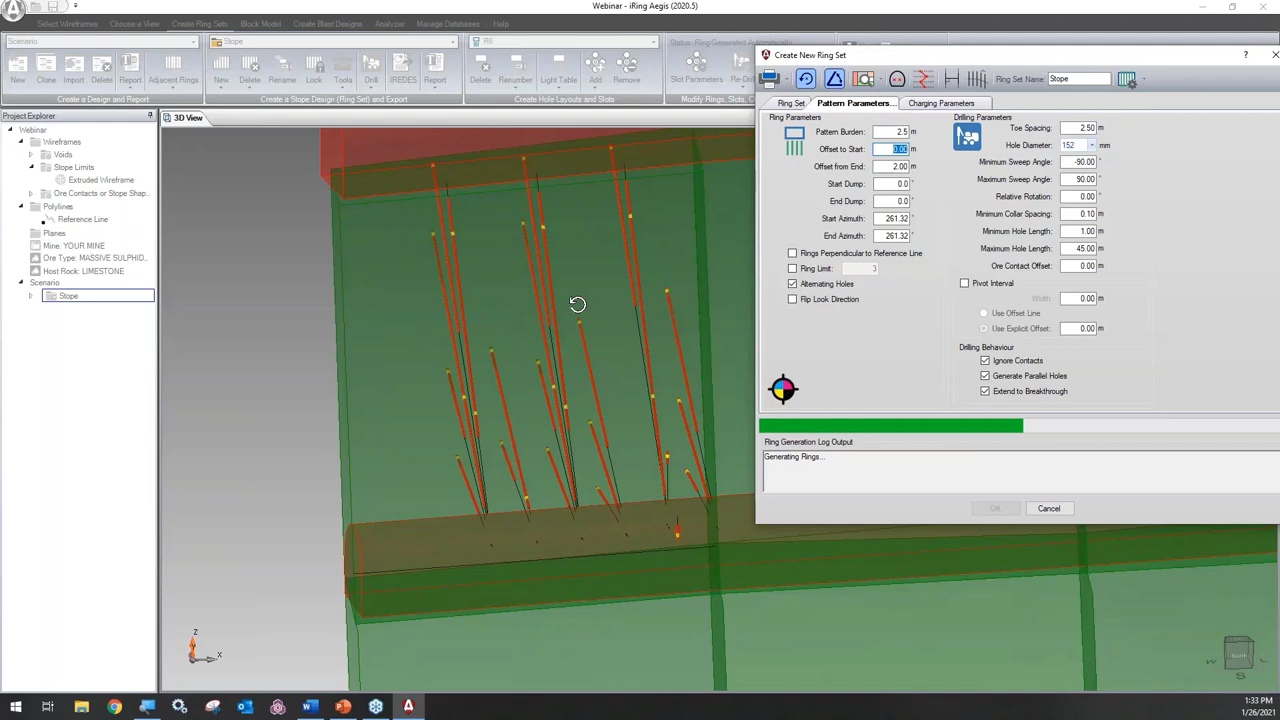 Webinar - iRing Aegis (2020.5)
Select Wireframes Choose a View Create Ring Sets Block Model Create Blast Designs Analyzer Manage Databases Help
Scenario Stope R6 Status: Ring Generated Automatically
New Clone Import Delete Report Adjacent Rings New Delete Rename Lock Tools Drill IREDES Report Delete Renumber Light Table Add Remove Slot Parameters
Create a Design and Report Create a Stope Design (Ring Set) and Export Create Hole Layouts and Slots Modify Rings, Slots,
Project Explorer
Webinar
Wireframes
Voids
Stope Limits
Extruded Wireframe
Ore Contacts or Stope Shap...
Polylines
Reference Line
Planes
Mine: YOUR MINE
Ore Type: MASSIVE SULPHID
Host Rock: LIMESTONE
Scenario
Stope
3D View
z
x
North
W
S
Create New Ring Set
?
Ring Set Name: Stope
Ring Set Pattern Parameters... Charging Parameters
Ring Parameters
Pattern Burden: 2.5 m
Offset to Start: 0.00 m
Offset from End: 2.00 m
Start Dump: 0.0 °
End Dump: 0.0 °
Start Azimuth: 261.32 °
End Azimuth: 261.32 °
Rings Perpendicular to Reference Line
Ring Limit: 3
Alternating Holes
Flip Look Direction
Drilling Parameters
Toe Spacing: 2.50 m
Hole Diameter: 152 mm
Minimum Sweep Angle: -90.00 °
Maximum Sweep Angle: 90.00 °
Relative Rotation: 0.00 °
Minimum Collar Spacing: 0.10 m
Minimum Hole Length: 1.00 m
Maximum Hole Length: 45.00 m
Ore Contact Offset: 0.00 m
Pivot Interval
Width: 0.00 m
Use Offset Line
Use Explicit Offset: 0.00 m
Drilling Behaviour
Ignore Contacts
Generate Parallel Holes
Extend to Breakthrough
Ring Generation Log Output
Generating Rings...
OK Cancel
1:33 PM
1/26/2021